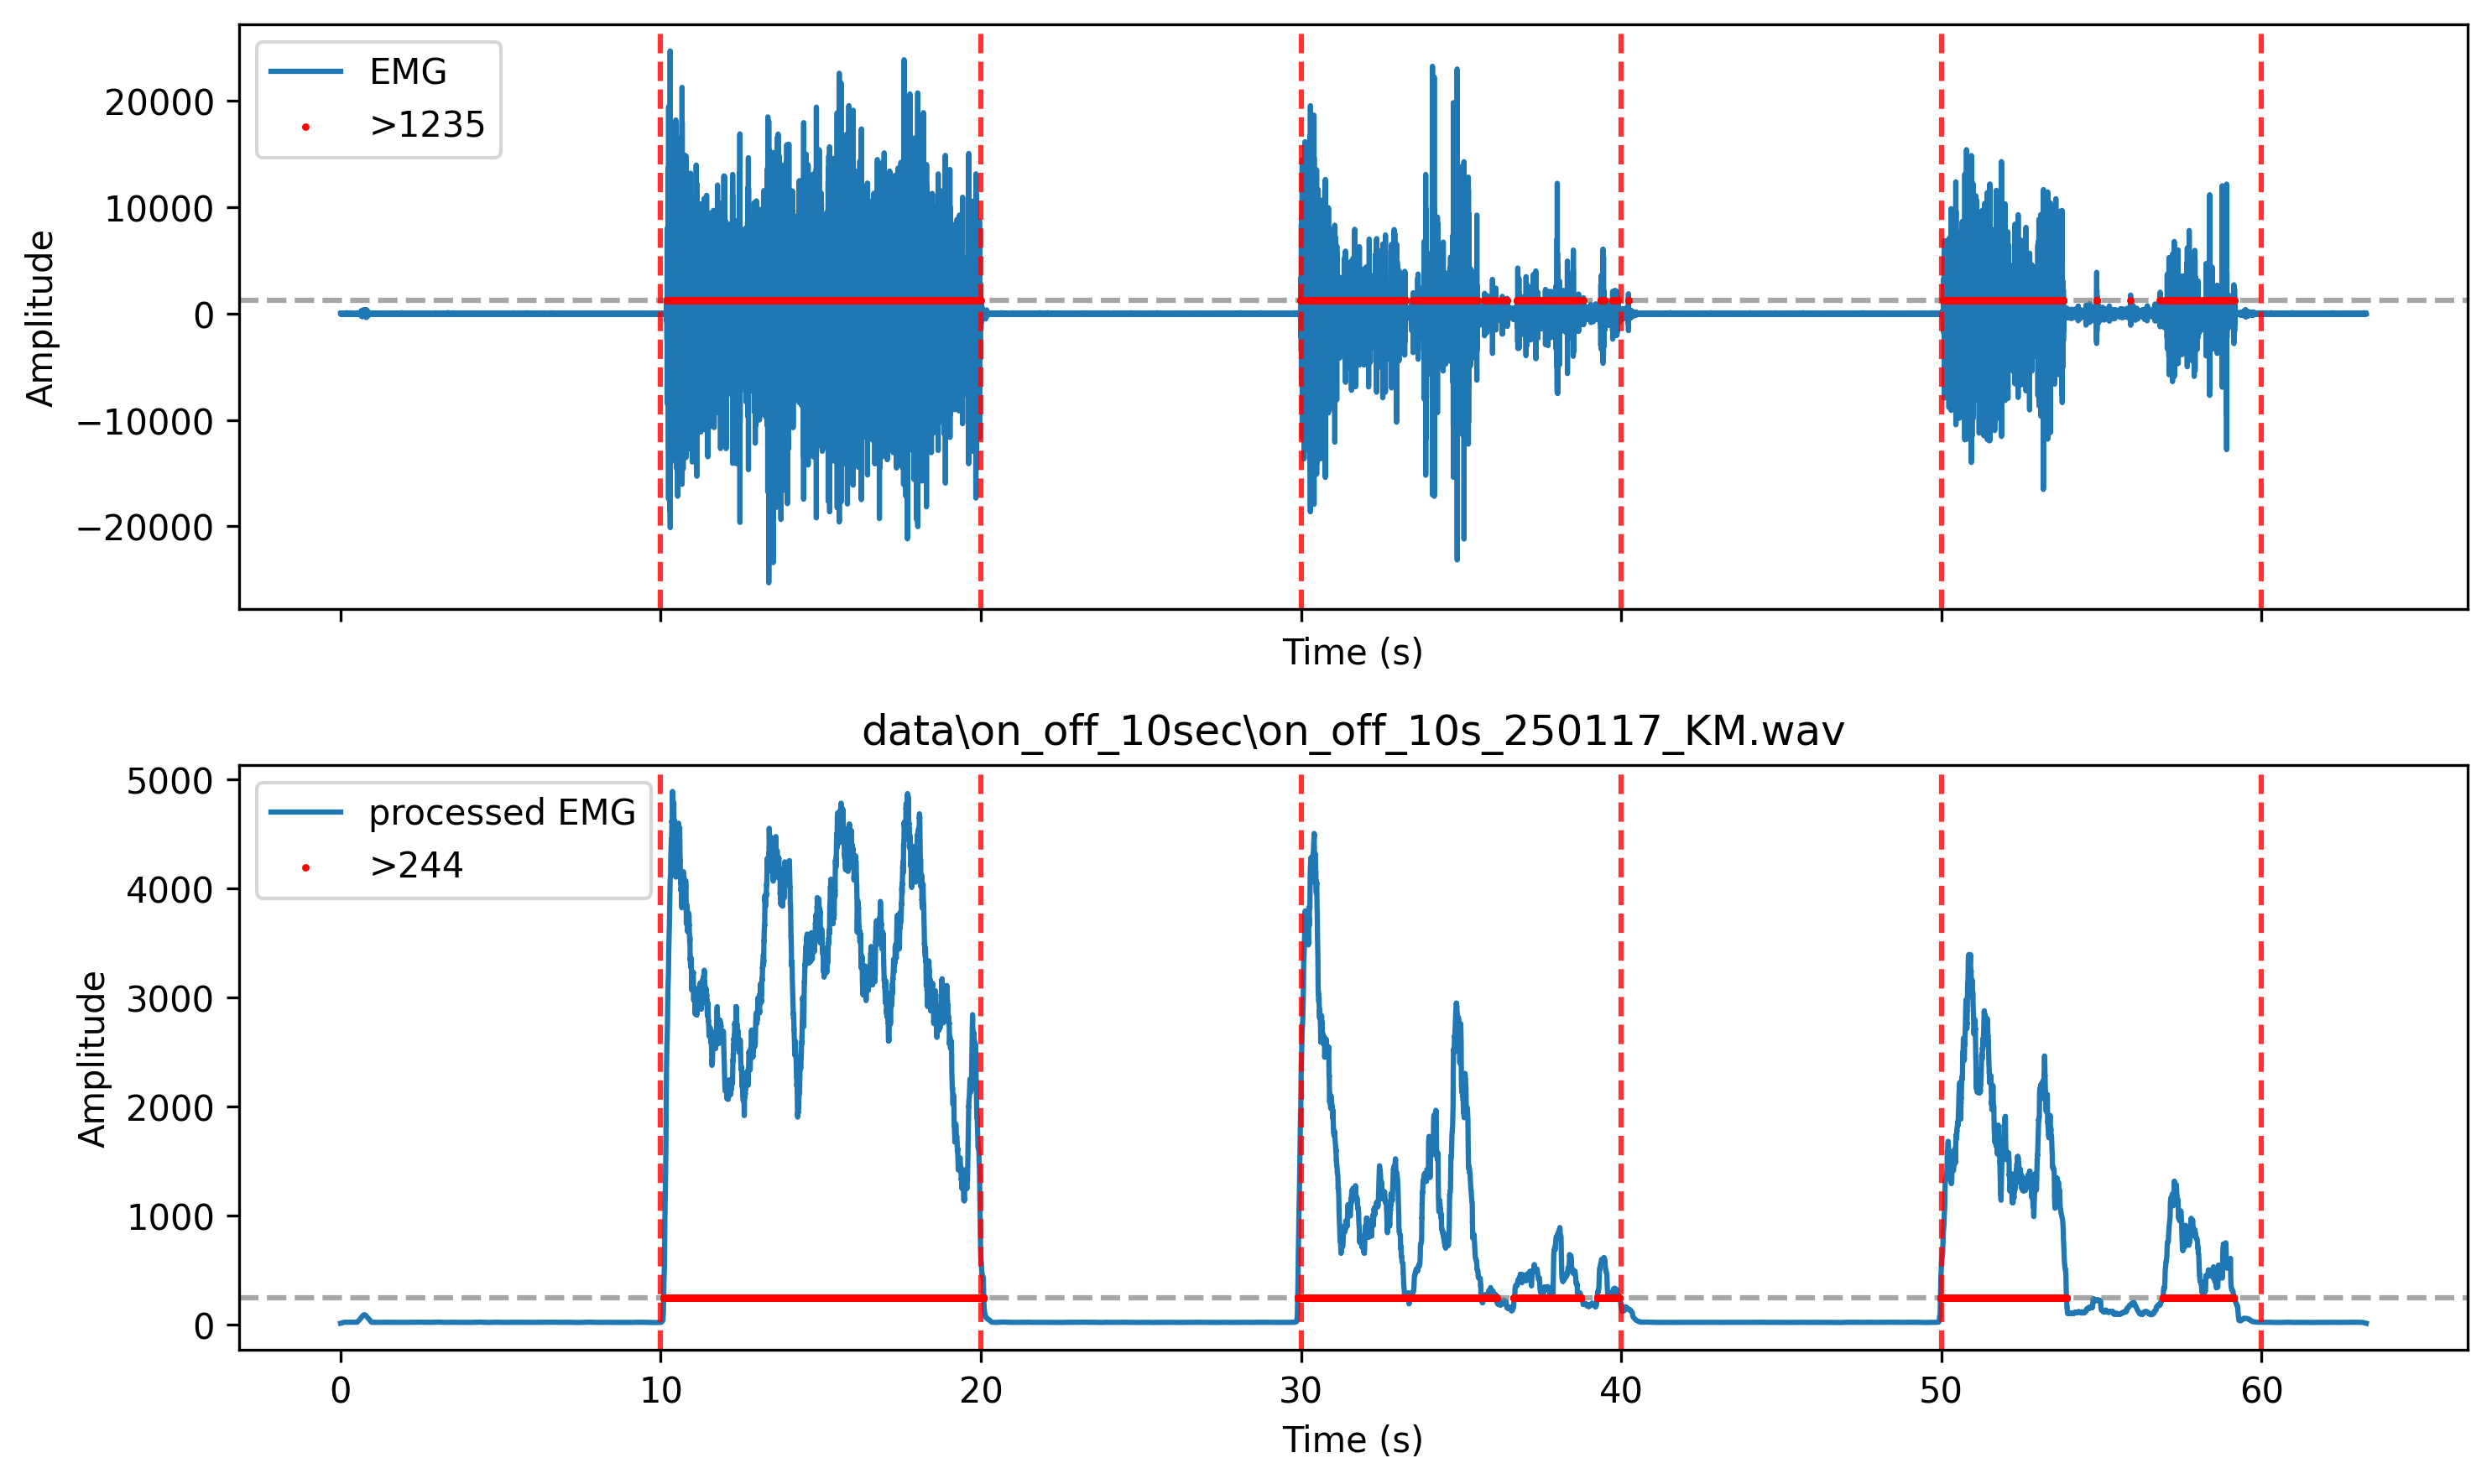 EMG
>1235
20000
10000
0
−10000
−20000
Amplitude
Time (s)
data\on_off_10sec\on_off_10s_250117_KM.wav
processed EMG
>244
5000
4000
3000
2000
1000
0
Amplitude
0 10 20 30 40 50 60
Time (s)